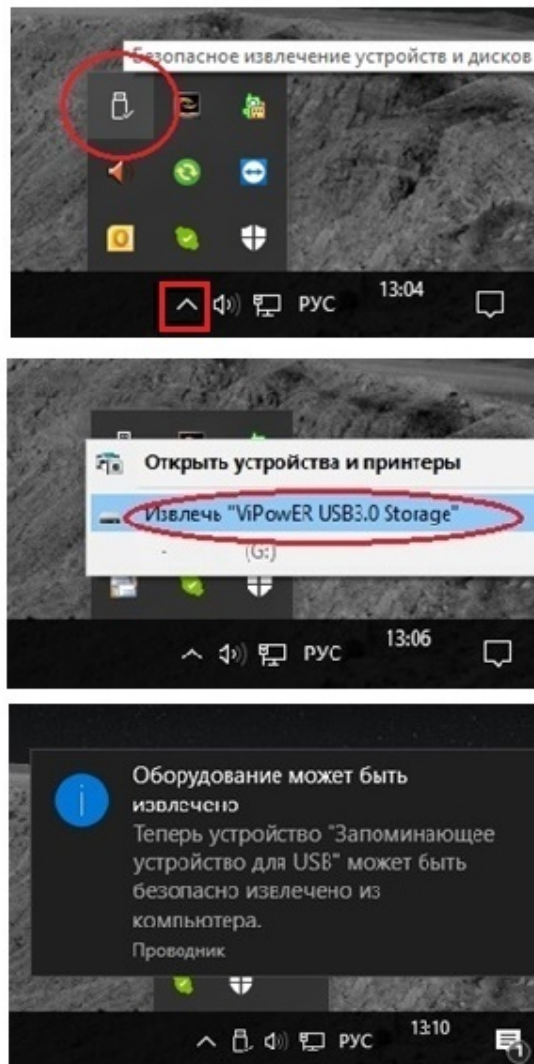 Безопасное извлечение устройств и дисков
РУС
13:04
Открыть устройства и принтеры
Извлечь "ViPowER USB3.0 Storage"
- (G:)
РУС
13:06
Оборудование может быть
извлечено
Теперь устройство "Запоминающее
устройство для USB" может быть
безопасно извлечено из
компьютера.
Проводник
РУС
13:10
1